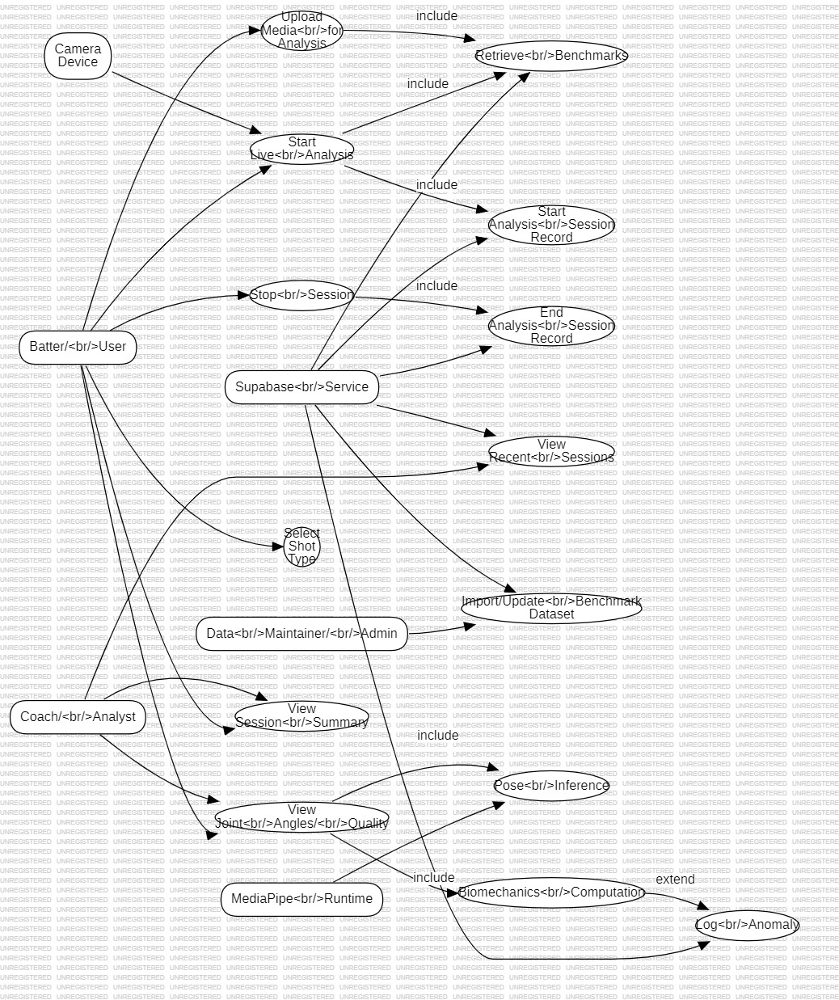 Upload
Media<br/>for
Analysis
include
Camera
Device
Retrieve<br/>Benchmarks
include
Start
Live<br/>Analysis
include
Start
Analysis<br/>Session
Record
include
Stop<br/>Session
End
Analysis<br/>Session
Record
Batter/<br/>User
Supabase<br/>Service
View
Recent<br/>Sessions
Select
Shot
Type
Import/Update<br/>Benchmark
Dataset
Data<br/>Maintainer/<br/>Admin
Coach/<br/>Analyst
View
Session<br/>Summary
include
Pose<br/>Inference
View
Joint<br/>Angles/<br/>Quality
include
extend
MediaPipe<br/>Runtime
Biomechanics<br/>Computation
Log<br/>Anomaly
UNREGISTERED